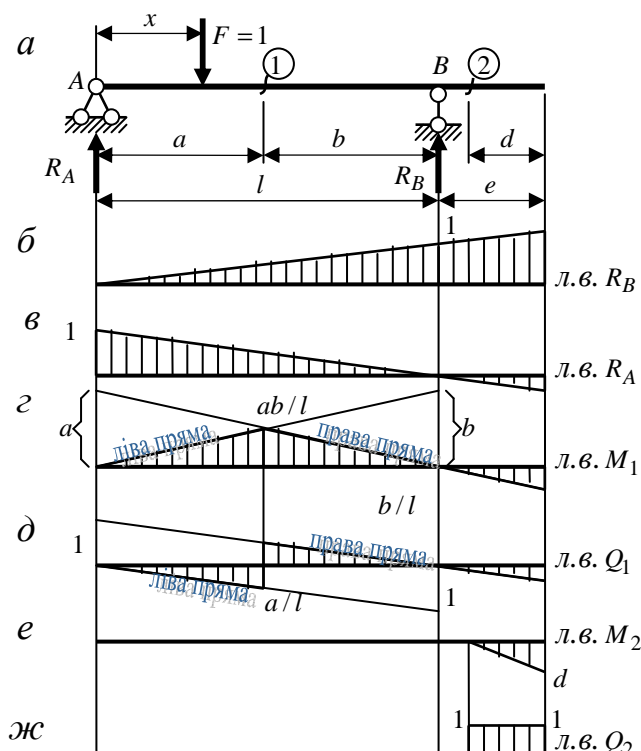 а x F = 1
A 1 B 2
a b d
R_A l R_B e
б 1 л.в. R_B
в 1 л.в. R_A
г a ab/l b
ліва пряма права пряма л.в. M_1
b/l
д 1 права пряма л.в. Q_1
ліва пряма a/l 1
е л.в. M_2
d
ж 1 1 л.в. Q_2